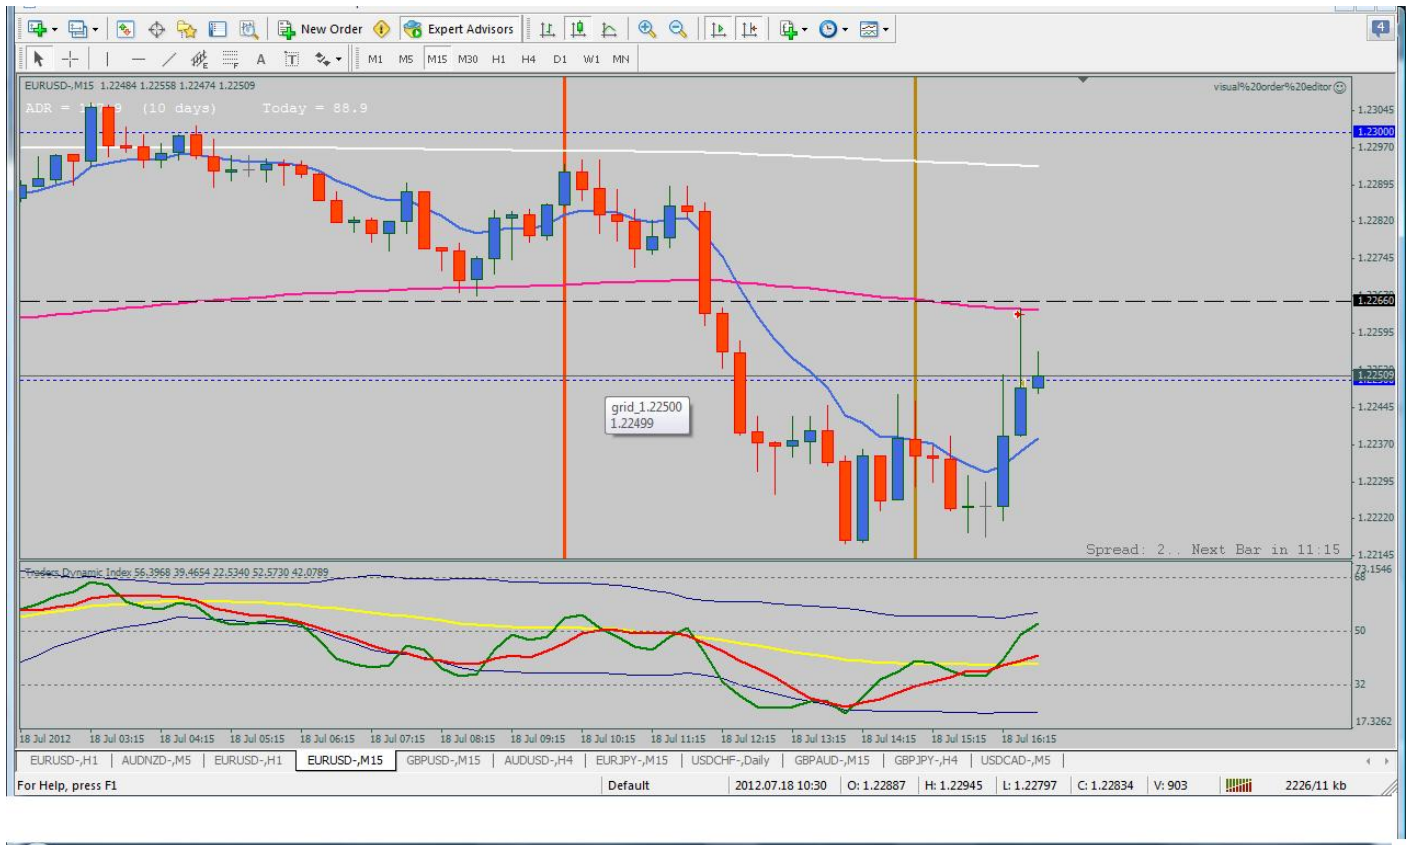 New Order Expert Advisors 4
A T M1 M5 M15 M30 H1 H4 D1 W1 MN
EURUSD-,M15 1.22484 1.22558 1.22474 1.22509
visual%20order%20editor
(10 days) Today = 88.9
ADR =
1.23045
1.23000
1.22970
1.22895
1.22820
1.22745
1.22660
1.22595
1.22509
1.22445
1.22370
1.22295
1.22220
1.22145
grid_1.22500
1.22499
Spread: 2.. Next Bar in 11:15
Traders Dynamic Index 56.3968 39.4654 22.5340 52.5730 42.0789
73.1546
68
50
32
17.3262
18 Jul 2012 18 Jul 03:15 18 Jul 04:15 18 Jul 05:15 18 Jul 06:15 18 Jul 07:15 18 Jul 08:15 18 Jul 09:15 18 Jul 10:15 18 Jul 11:15 18 Jul 12:15 18 Jul 13:15 18 Jul 14:15 18 Jul 15:15 18 Jul 16:15
EURUSD-,H1 AUDNZD-,M5 EURUSD-,H1 EURUSD-,M15 GBPUSD-,M15 AUDUSD-,H4 EURJPY-,M15 USDCHF-,Daily GBPAUD-,M15 GBPJPY-,H4 USDCAD-,M5
For Help, press F1 Default 2012.07.18 10:30 O: 1.22887 H: 1.22945 L: 1.22797 C: 1.22834 V: 903 2226/11 kb